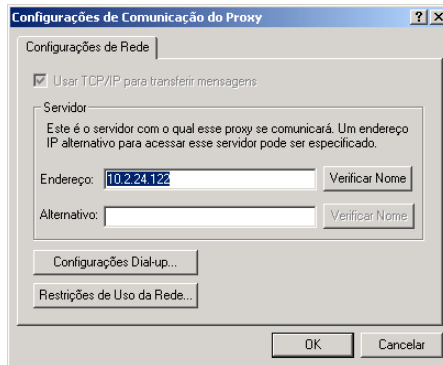 Configurações de Comunicação do Proxy
Configurações de Rede
Usar TCP/IP para transferir mensagens
Servidor
Este é o servidor com o qual esse proxy se comunicará. Um endereço
IP alternativo para acessar esse servidor pode ser especificado.
Endereço: 10.2.24.122 Verificar Nome
Alternativo: Verificar Nome
Configurações Dial-up...
Restrições de Uso da Rede...
OK Cancelar